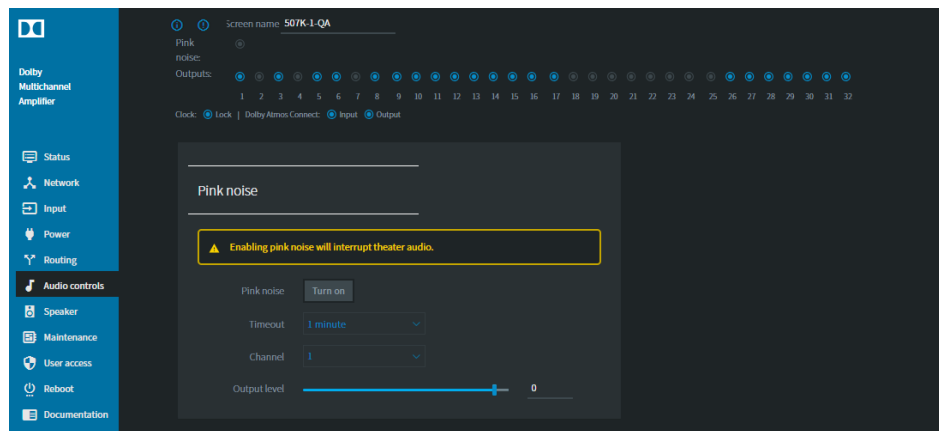 Screen name 507K-1-QA
Pink
noise:
Outputs:
1 2 3 4 5 6 7 8 9 10 11 12 13 14 15 16 17 18 19 20 21 22 23 24 25 26 27 28 29 30 31 32
Clock: Lock | Dolby Atmos Connect: Input Output
Dolby
Multichannel
Amplifier
Status
Network
Input
Power
Routing
Audio controls
Speaker
Maintenance
User access
Reboot
Documentation
Pink noise
Enabling pink noise will interrupt theater audio.
Pink noise Turn on
Timeout 1 minute
Channel 1
Output level 0